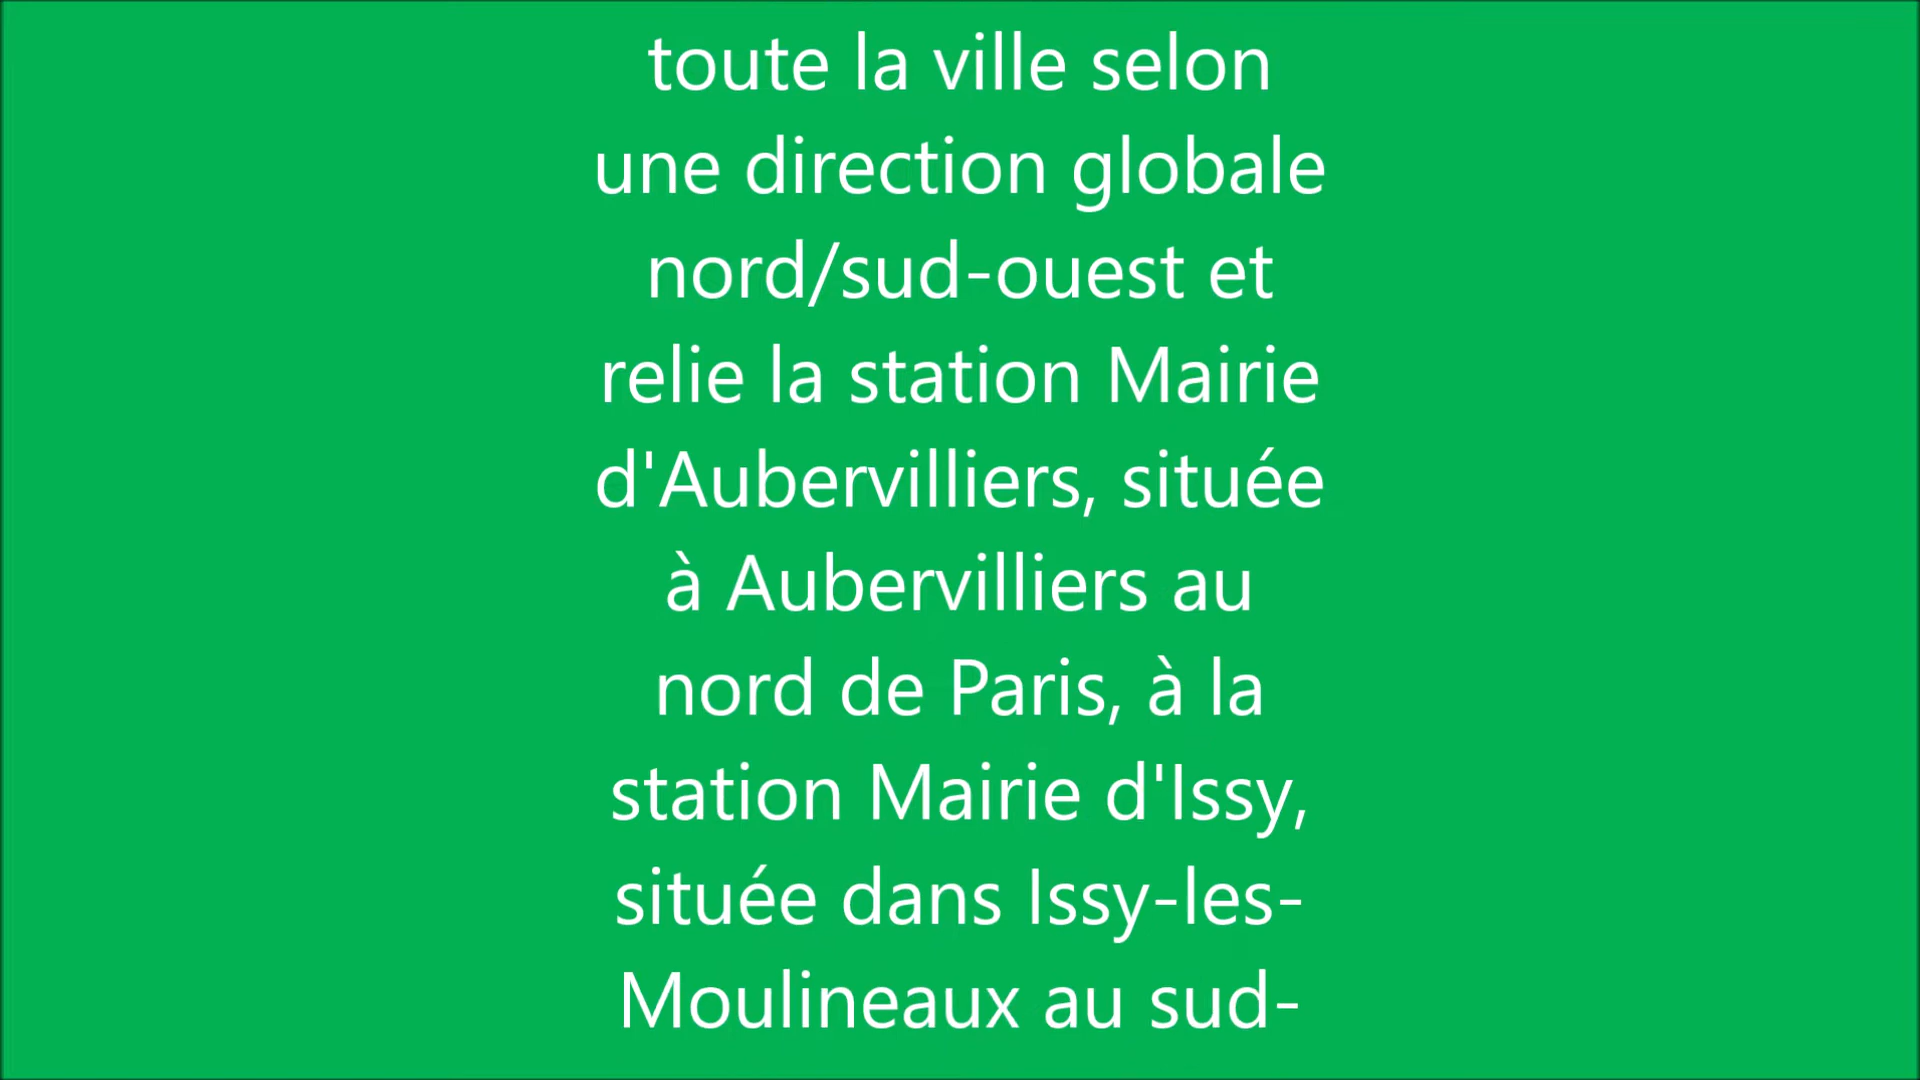 toute la ville selon
une direction globale
nord/sud-ouest et
relie la station Mairie
d'Aubervilliers, située
à Aubervilliers au
nord de Paris, à la
station Mairie d'Issy,
située dans Issy-les-
Moulineaux au sud-